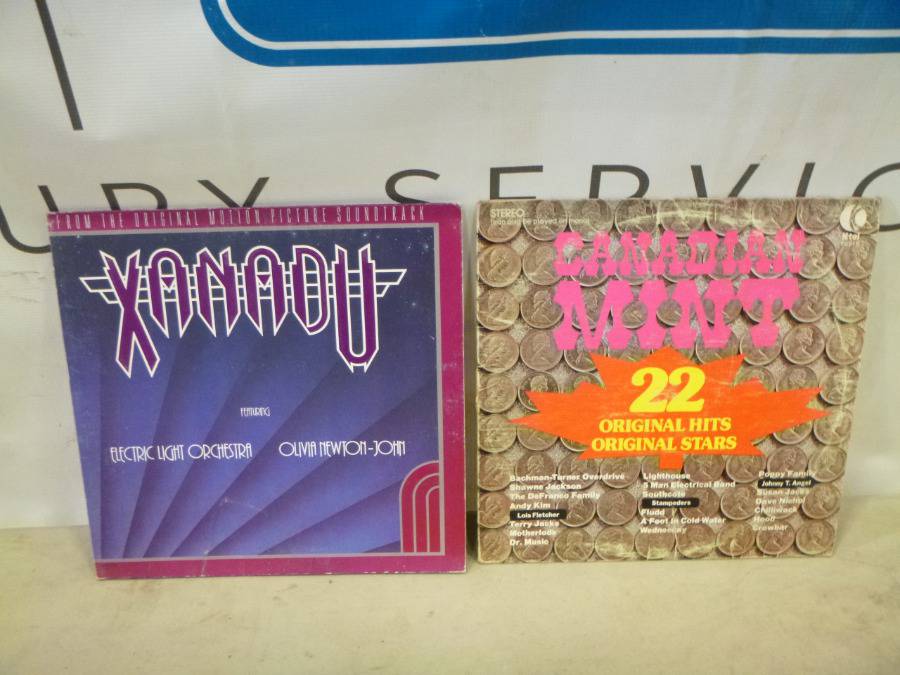 URY SERVIC
FROM THE ORIGINAL MOTION PICTURE SOUNDTRACK
XANADU
FEATURING
ELECTRIC LIGHT ORCHESTRA OLIVIA NEWTON-JOHN
STEREO
K-tel
CANADIAN
MINT
22
ORIGINAL HITS
ORIGINAL STARS
Bachman-Turner Overdrive
Shawne Jackson
The DeFranco Family
Andy Kim
Lois Fletcher
Terry Jacks
Motherlode
Dr. Music
Lighthouse
5 Man Electrical Band
Southcote
Stampeders
Fludd
A Foot In Cold Water
Wednesday
Poppy Family
Johnny T. Angel
Susan Jacks
Dave Nichol
Chilliwack
Hood
Crowbar